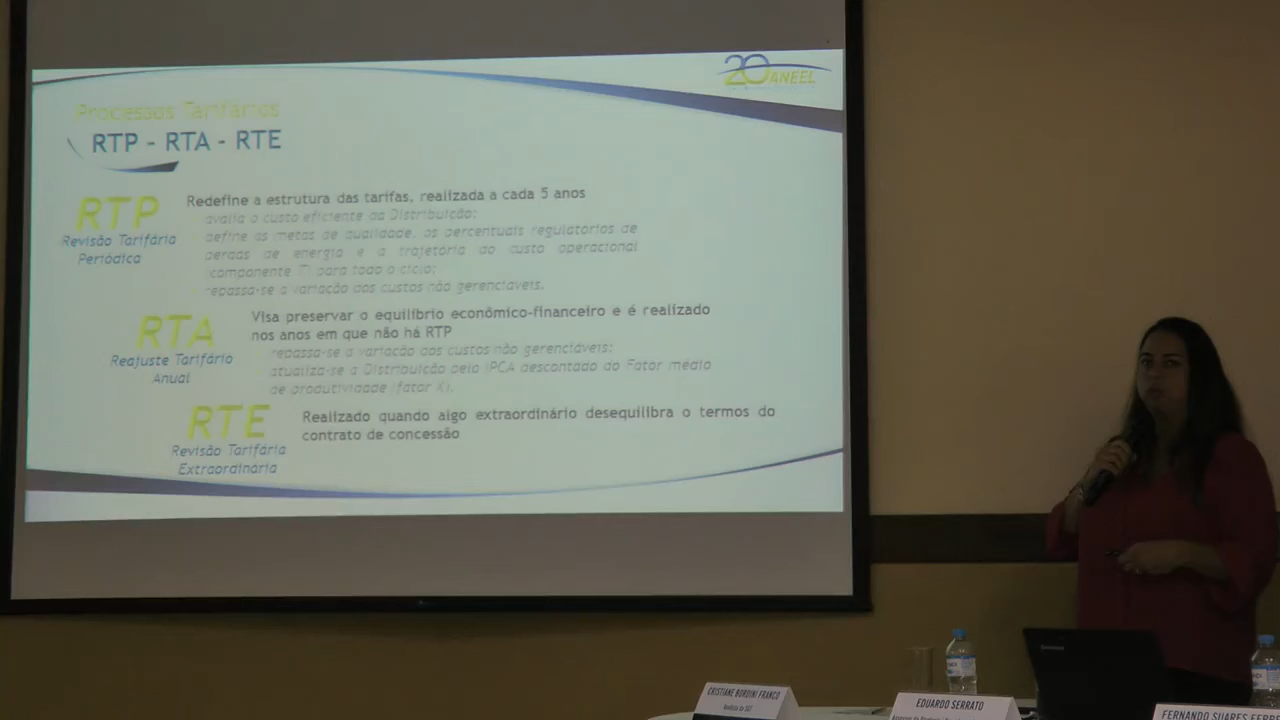 20 ANEEL
Processos Tarifários
RTP - RTA - RTE
RTP
Revisão Tarifária
Periódica
Redefine a estrutura das tarifas, realizada a cada 5 anos
avalia o custo eficiente da Distribuição;
define as metas de qualidade, os percentuais regulatórios de
perdas de energia e a trajetória do custo operacional
(componente T) para todo o ciclo;
repassa-se a variação dos custos não gerenciáveis.
RTA
Reajuste Tarifário
Anual
Visa preservar o equilíbrio econômico-financeiro e é realizado
nos anos em que não há RTP
repassa-se a variação dos custos não gerenciáveis;
atualiza-se a Distribuição pelo IPCA descontado do Fator médio
de produtividade (fator X).
RTE
Revisão Tarifária
Extraordinária
Realizado quando algo extraordinário desequilibra o termos do
contrato de concessão
CRISTIANE BORDINI FRANCO
EDUARDO SERRATO
FERNANDO SUARES